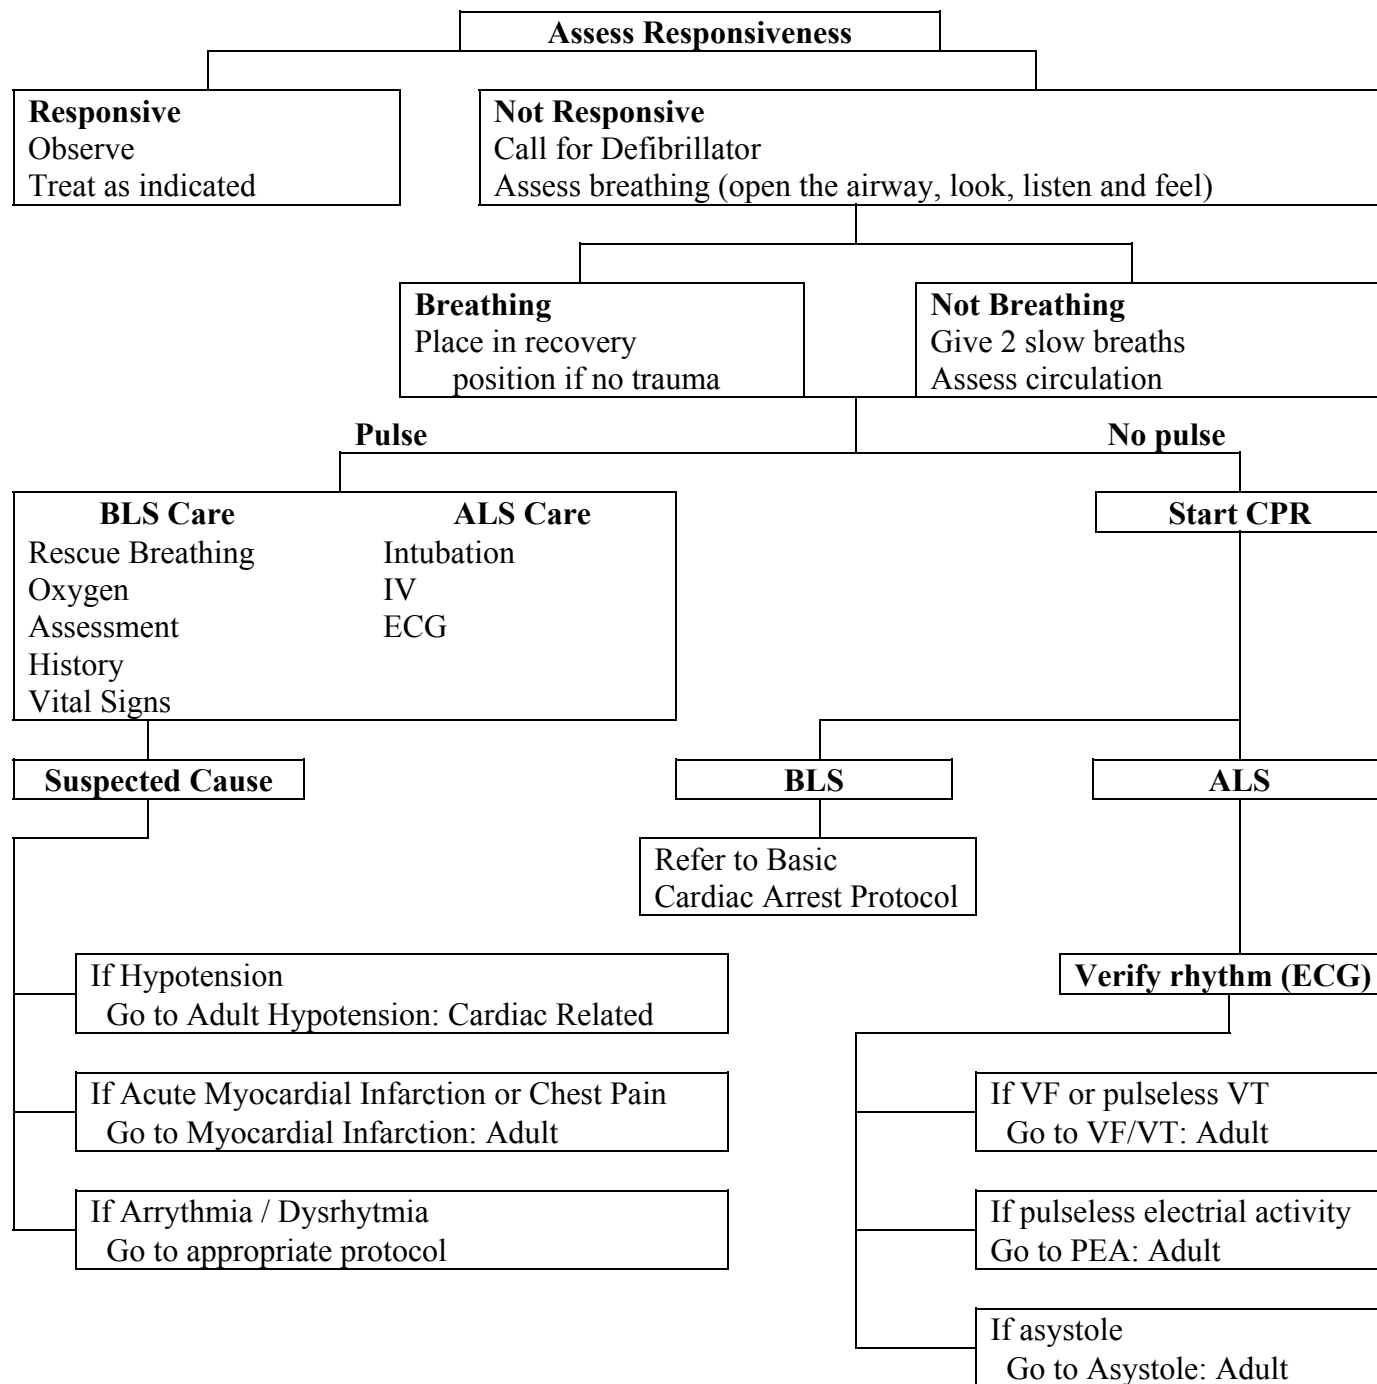 Assess Responsiveness
Responsive
Observe
Treat as indicated
Not Responsive
Call for Defibrillator
Assess breathing (open the airway, look, listen and feel)
Breathing
Place in recovery
position if no trauma
Not Breathing
Give 2 slow breaths
Assess circulation
Pulse
No pulse
BLS Care
Rescue Breathing
Oxygen
Assessment
History
Vital Signs
ALS Care
Intubation
IV
ECG
Start CPR
Suspected Cause
BLS
ALS
Refer to Basic
Cardiac Arrest Protocol
If Hypotension
Go to Adult Hypotension: Cardiac Related
If Acute Myocardial Infarction or Chest Pain
Go to Myocardial Infarction: Adult
If Arrythmia / Dysrhytmia
Go to appropriate protocol
Verify rhythm (ECG)
If VF or pulseless VT
Go to VF/VT: Adult
If pulseless electrial activity
Go to PEA: Adult
If asystole
Go to Asystole: Adult